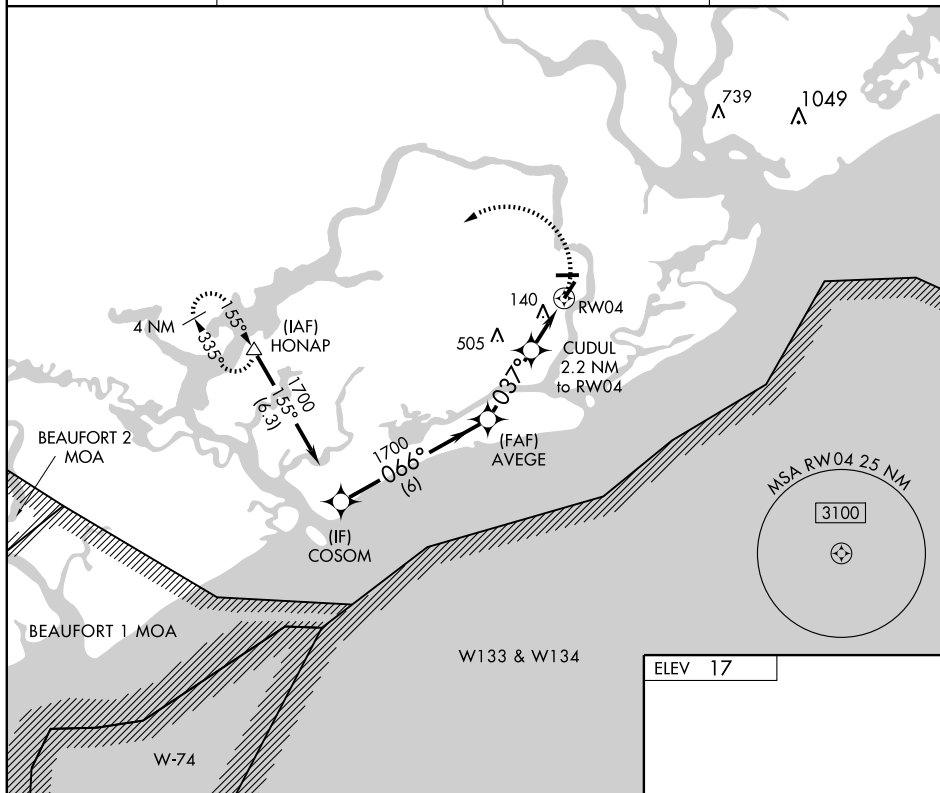 739
1049
4 NM
155°
335°
(IAF)
HONAP
1700
155°
(6.3)
140
505
RW04
CUDUL
2.2 NM
to RW04
037°
(FAF)
AVEGE
1700
066°
(6)
(IF)
COSOM
BEAUFORT 2
MOA
BEAUFORT 1 MOA
MSA RW04 25 NM
3100
W133 & W134
W-74
ELEV 17